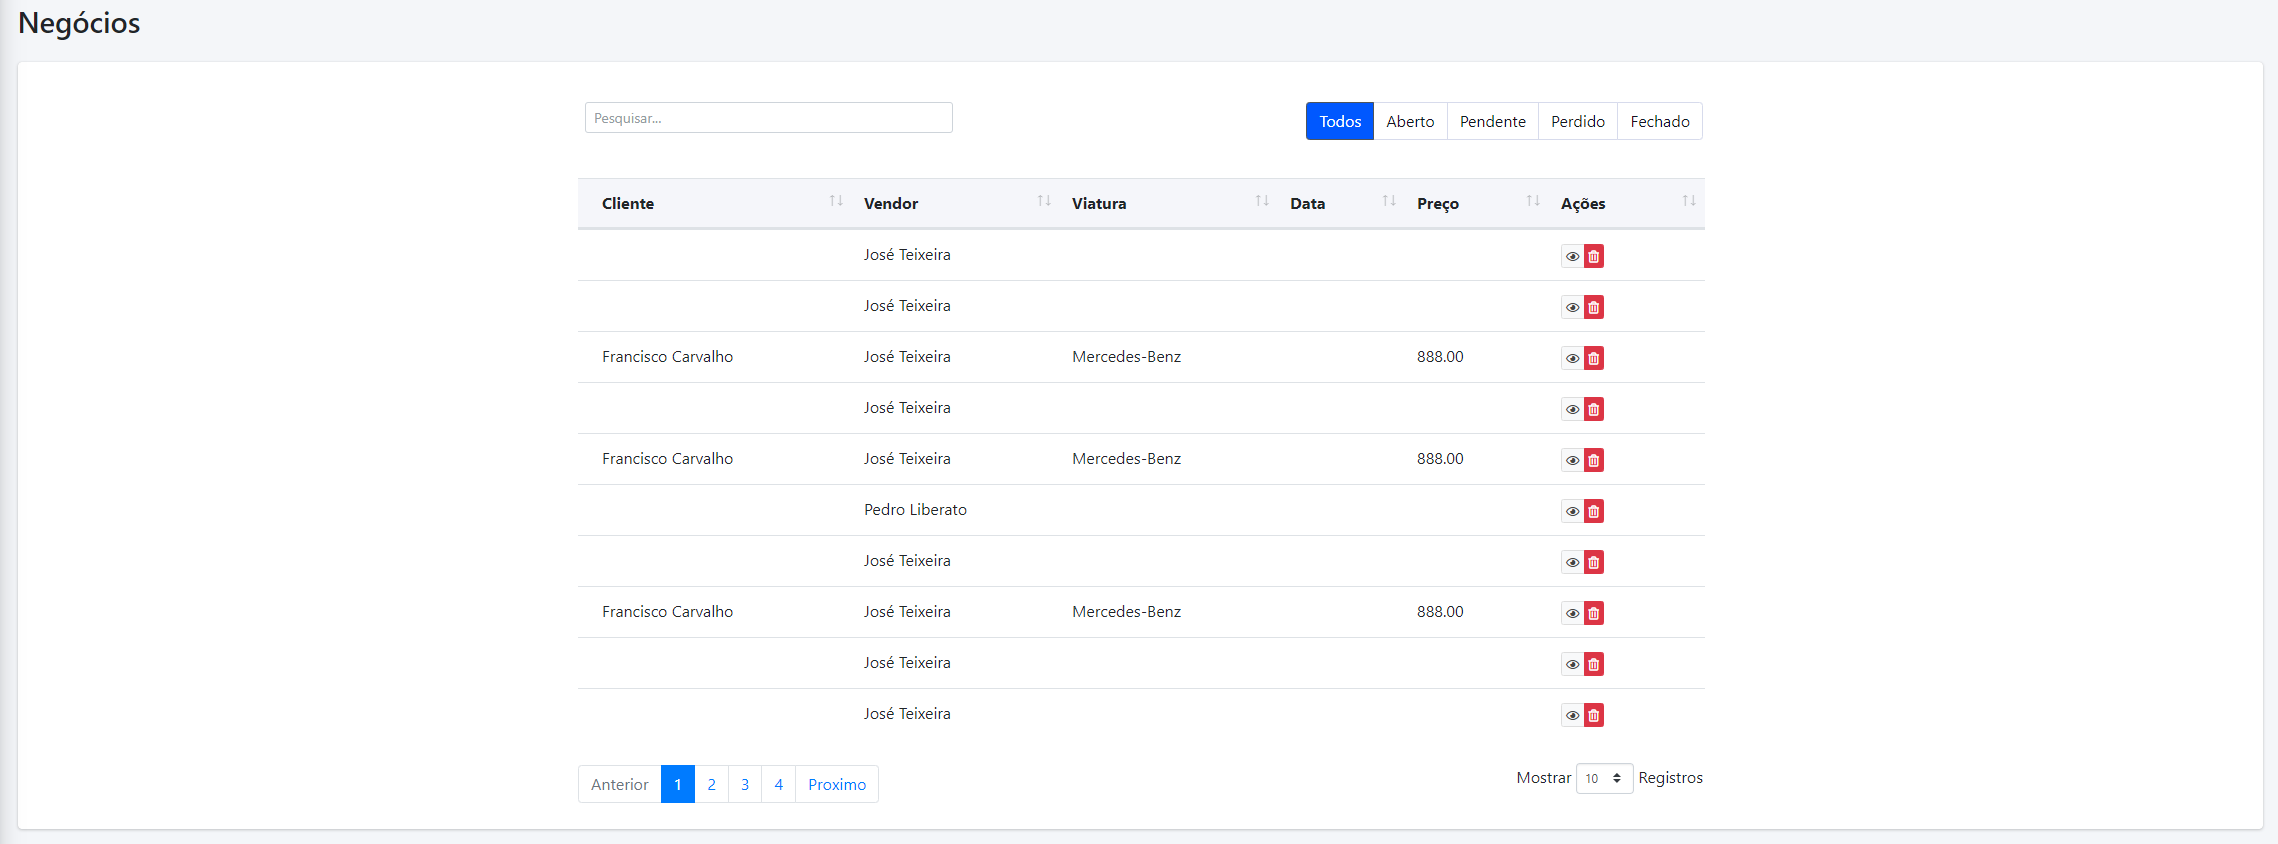 Negócios
Pesquisar... Todos Aberto Pendente Perdido Fechado
Cliente Vendor Viatura Data Preço Ações
José Teixeira
José Teixeira
Francisco Carvalho José Teixeira Mercedes-Benz 888.00
José Teixeira
Francisco Carvalho José Teixeira Mercedes-Benz 888.00
Pedro Liberato
José Teixeira
Francisco Carvalho José Teixeira Mercedes-Benz 888.00
José Teixeira
José Teixeira
Anterior 1 2 3 4 Proximo Mostrar 10 Registros